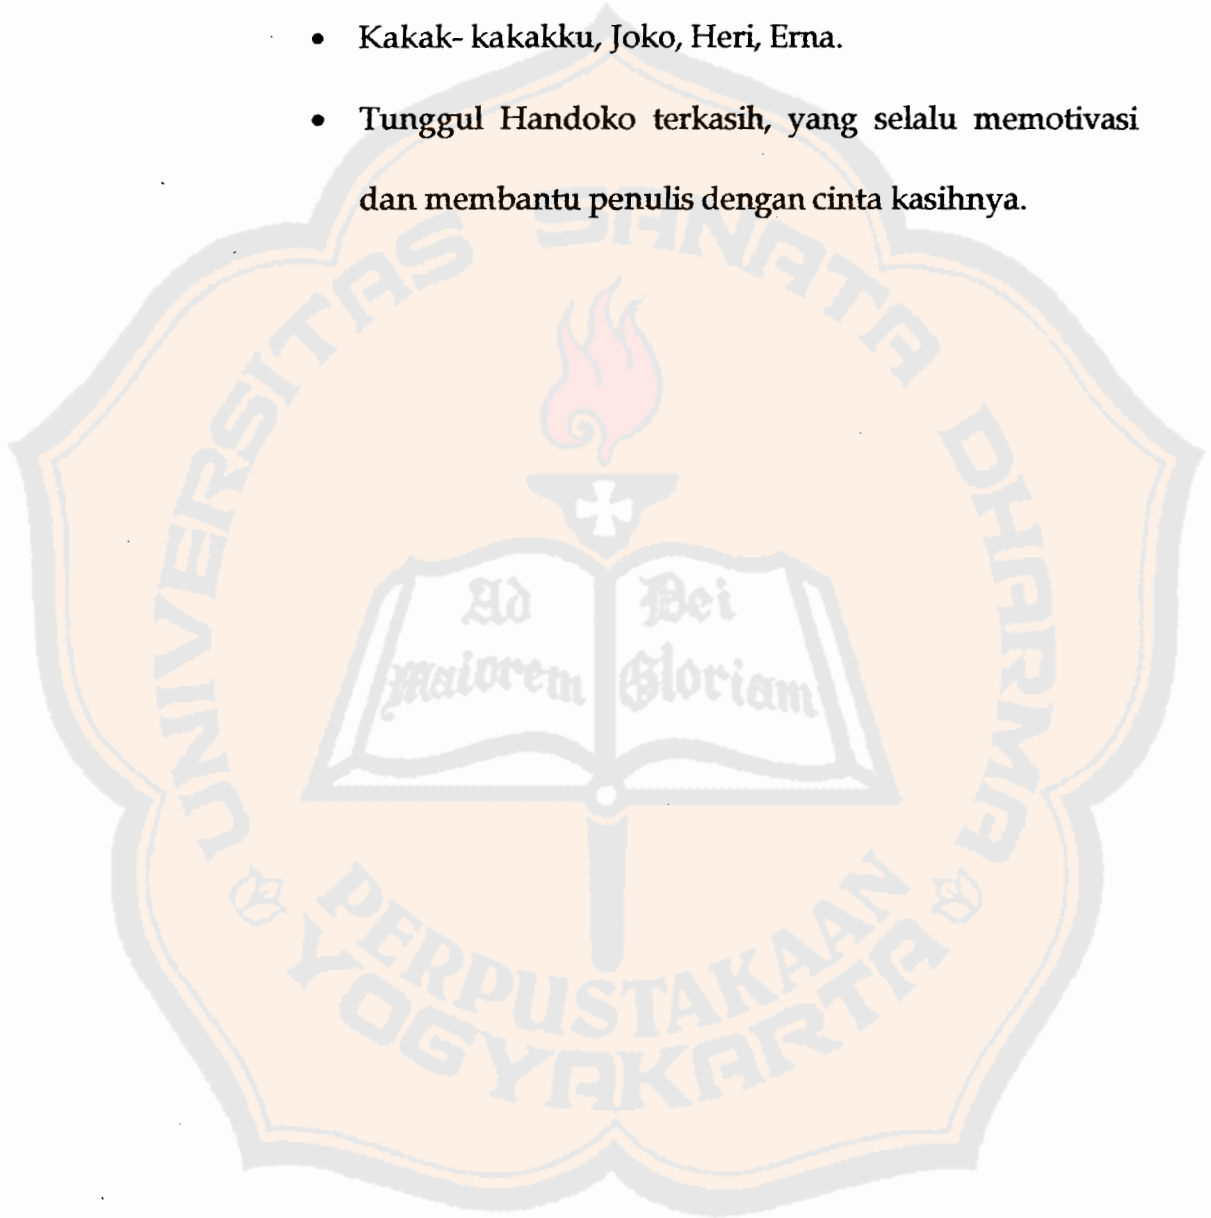 • Kakak- kakakku, Joko, Heri, Erna.
• Tunggul Handoko terkasih, yang selalu memotivasi
dan membantu penulis dengan cinta kasihnya.
UNIVERSITAS SANATA DHARMA
Ad Dei
maiorem Gloriam
PERPUSTAKAAN
YOGYAKARTA